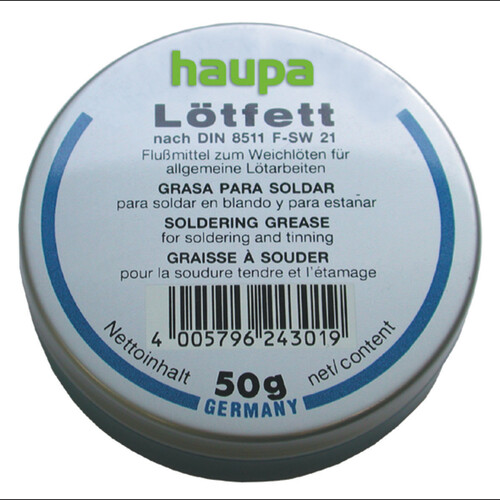 haupa
Lötfett
nach DIN 8511 F-SW 21
Flußmittel zum Weichlöten für
allgemeine Lötarbeiten
GRASA PARA SOLDAR
para soldar en blando y para estañar
SOLDERING GREASE
for soldering and tinning
GRAISSE À SOUDER
pour la soudure tendre et l'étamage
4 005796 243019
Nettoinhalt 50g net/content
GERMANY